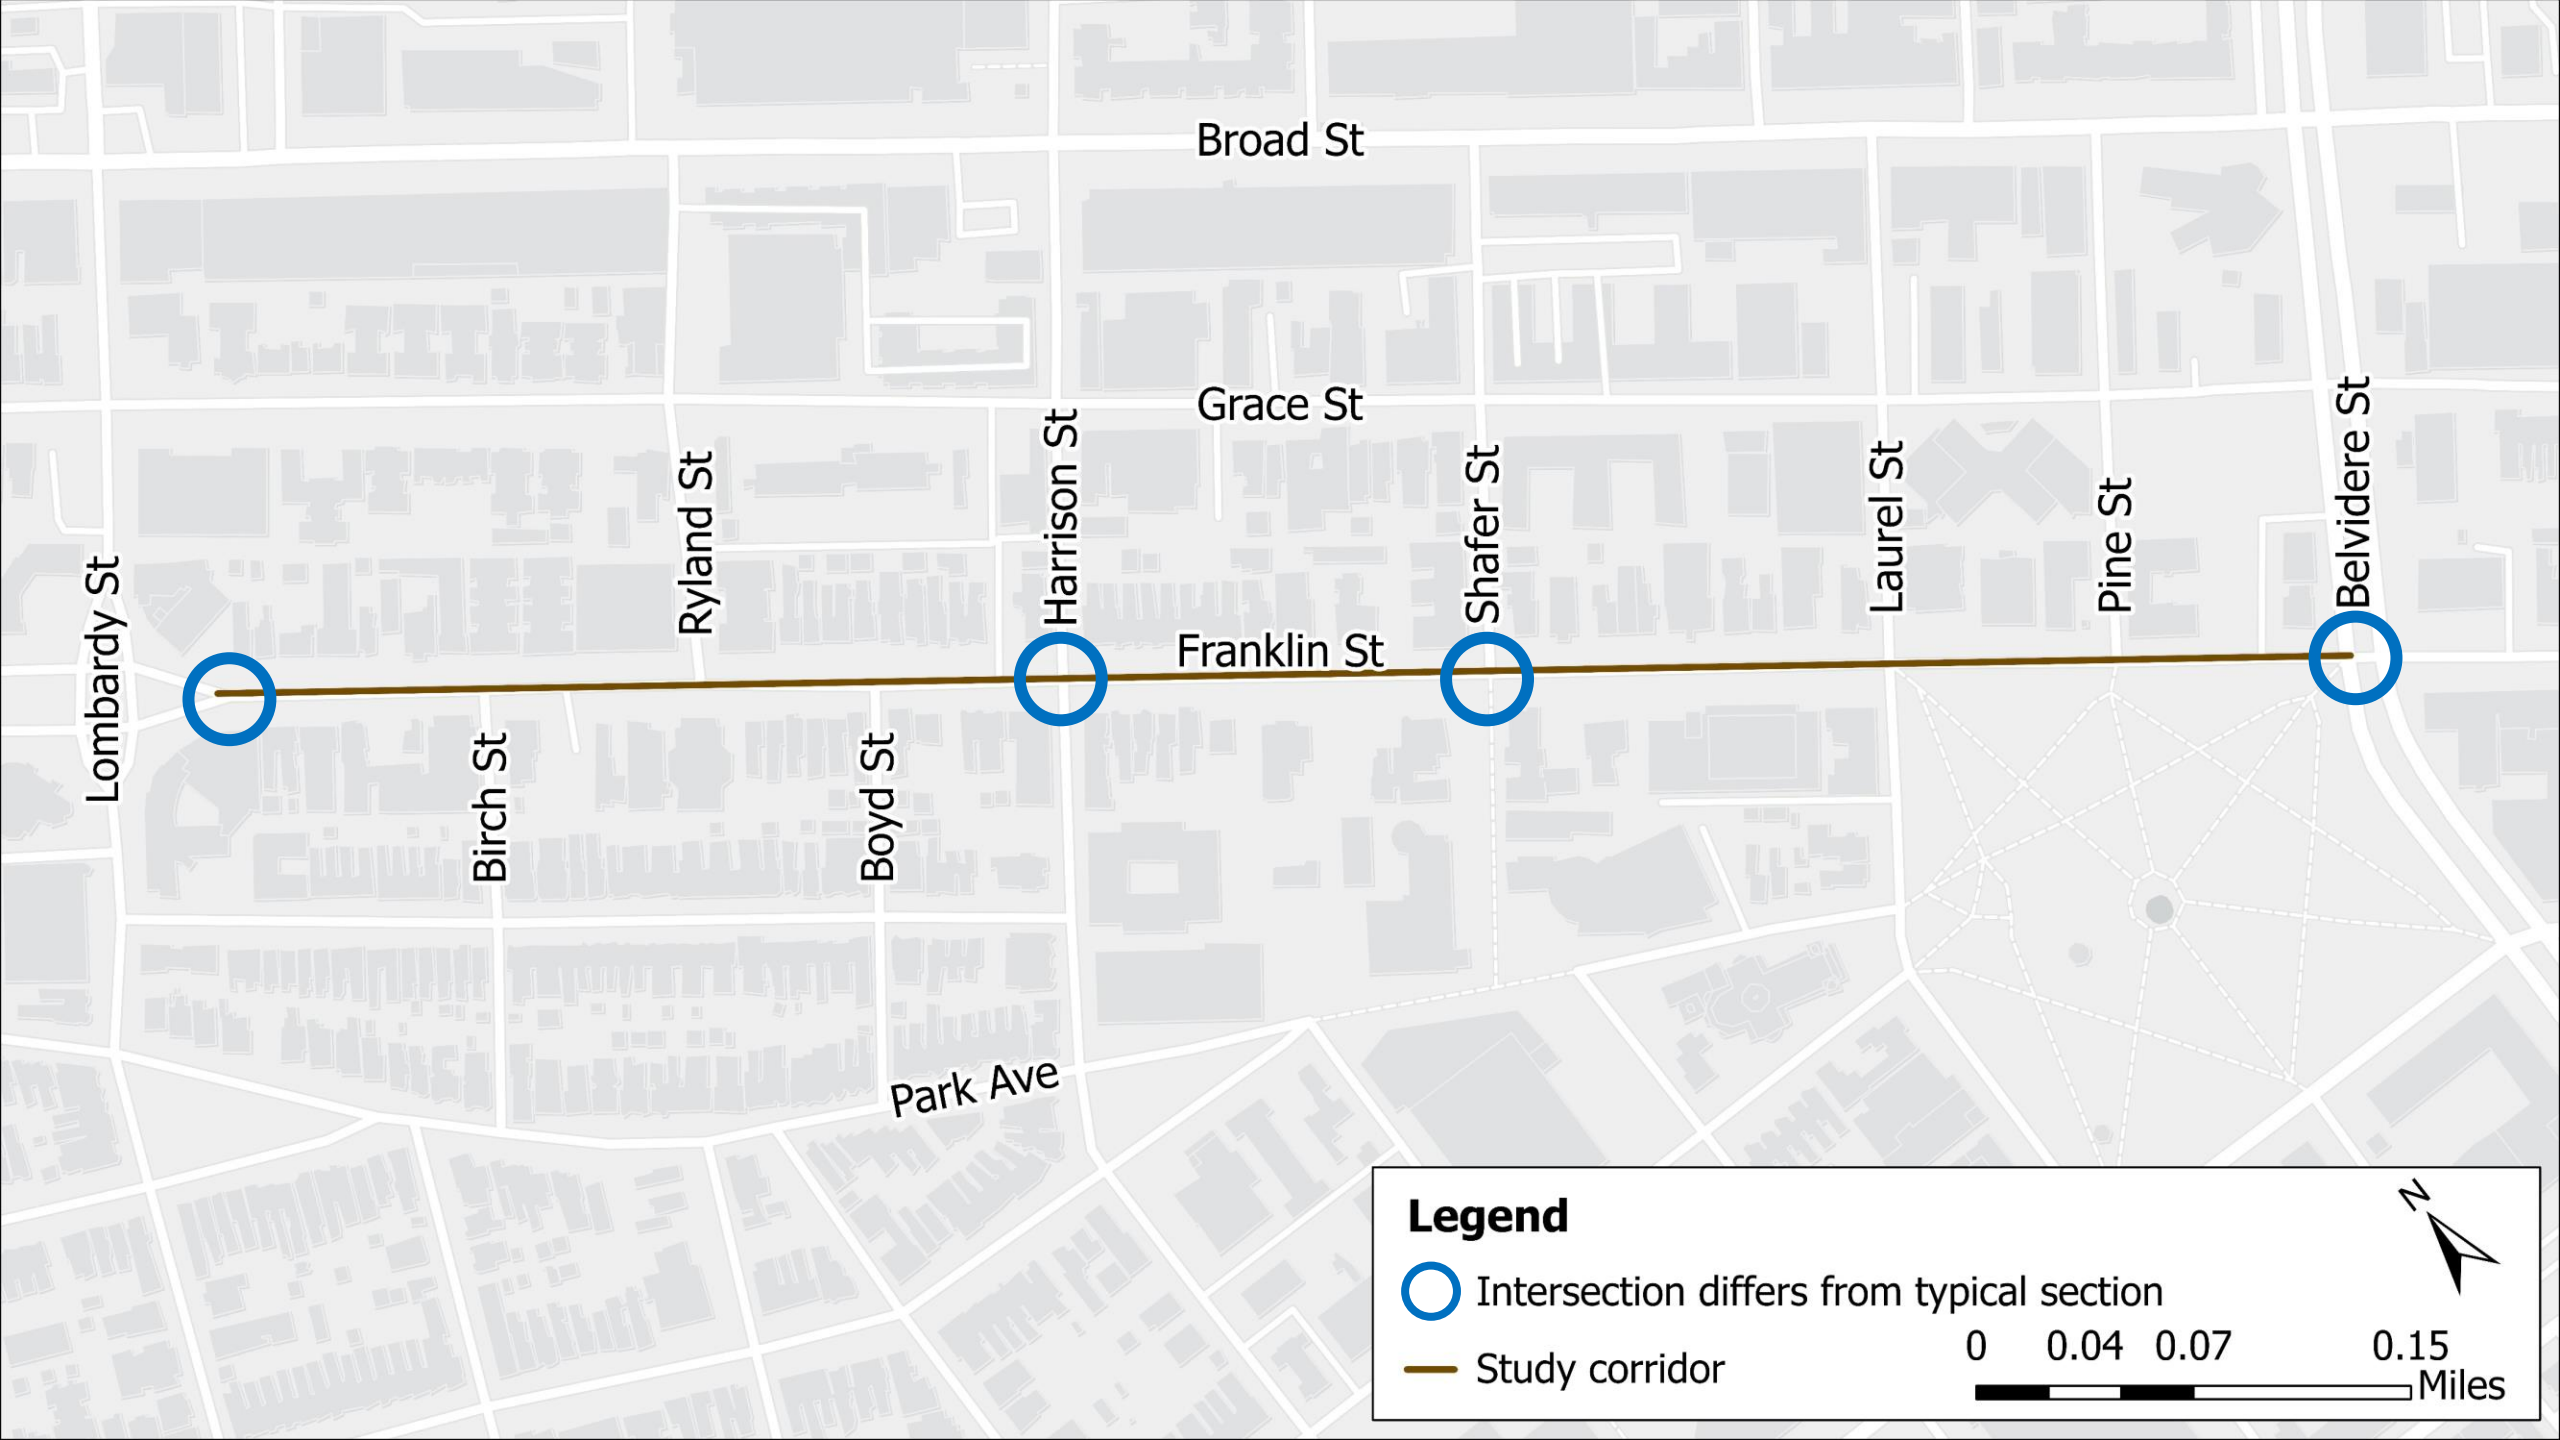 Broad St
Grace St
Franklin St
Lombardy St
Birch St
Ryland St
Boyd St
Harrison St
Shafer St
Laurel St
Pine St
Belvidere St
Park Ave
Legend
N
Intersection differs from typical section
Study corridor
0 0.04 0.07 0.15
Miles